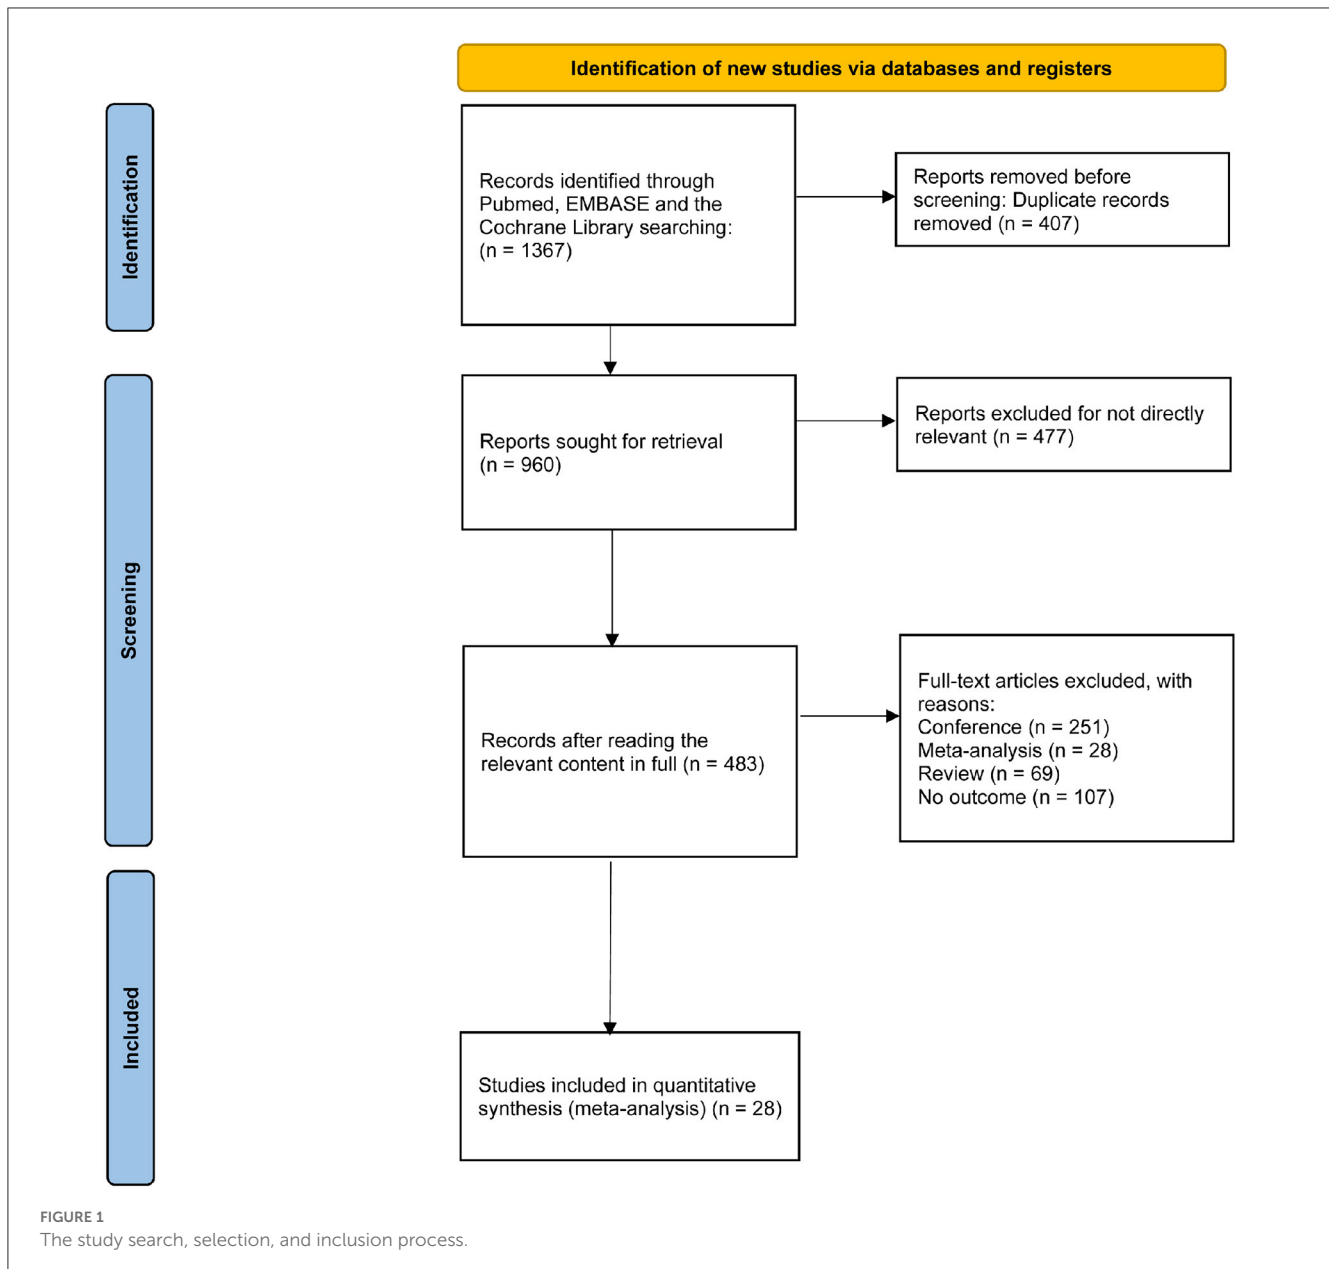 Identification of new studies via databases and registers
Identification
Records identified through
Pubmed, EMBASE and the
Cochrane Library searching:
(n = 1367)
Reports removed before
screening: Duplicate records
removed (n = 407)
Screening
Reports sought for retrieval
(n = 960)
Reports excluded for not directly
relevant (n = 477)
Records after reading the
relevant content in full (n = 483)
Full-text articles excluded, with
reasons:
Conference (n = 251)
Meta-analysis (n = 28)
Review (n = 69)
No outcome (n = 107)
Included
Studies included in quantitative
synthesis (meta-analysis) (n = 28)
FIGURE 1
The study search, selection, and inclusion process.